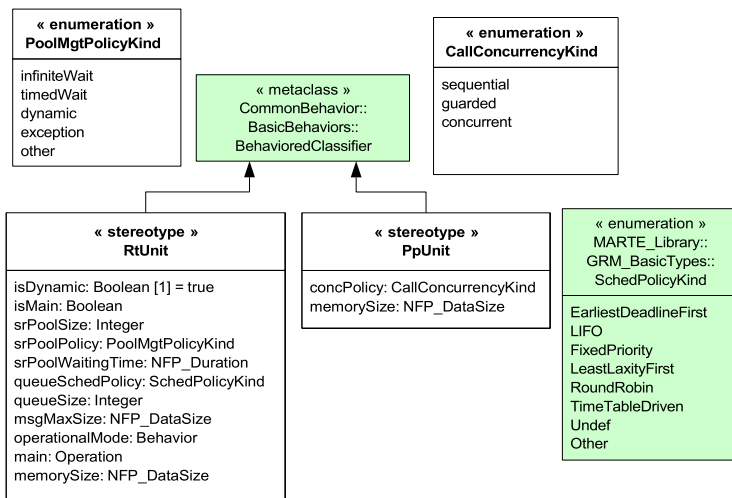 « enumeration »
PoolMgtPolicyKind
infiniteWait
timedWait
dynamic
exception
other
« metaclass »
CommonBehavior::
BasicBehaviors::
BehavioredClassifier
« enumeration »
CallConcurrencyKind
sequential
guarded
concurrent
« stereotype »
RtUnit
isDynamic: Boolean [1] = true
isMain: Boolean
srPoolSize: Integer
srPoolPolicy: PoolMgtPolicyKind
srPoolWaitingTime: NFP_Duration
queueSchedPolicy: SchedPolicyKind
queueSize: Integer
msgMaxSize: NFP_DataSize
operationalMode: Behavior
main: Operation
memorySize: NFP_DataSize
« stereotype »
PpUnit
concPolicy: CallConcurrencyKind
memorySize: NFP_DataSize
« enumeration »
MARTE_Library::
GRM_BasicTypes::
SchedPolicyKind
EarliestDeadlineFirst
LIFO
FixedPriority
LeastLaxityFirst
RoundRobin
TimeTableDriven
Undef
Other